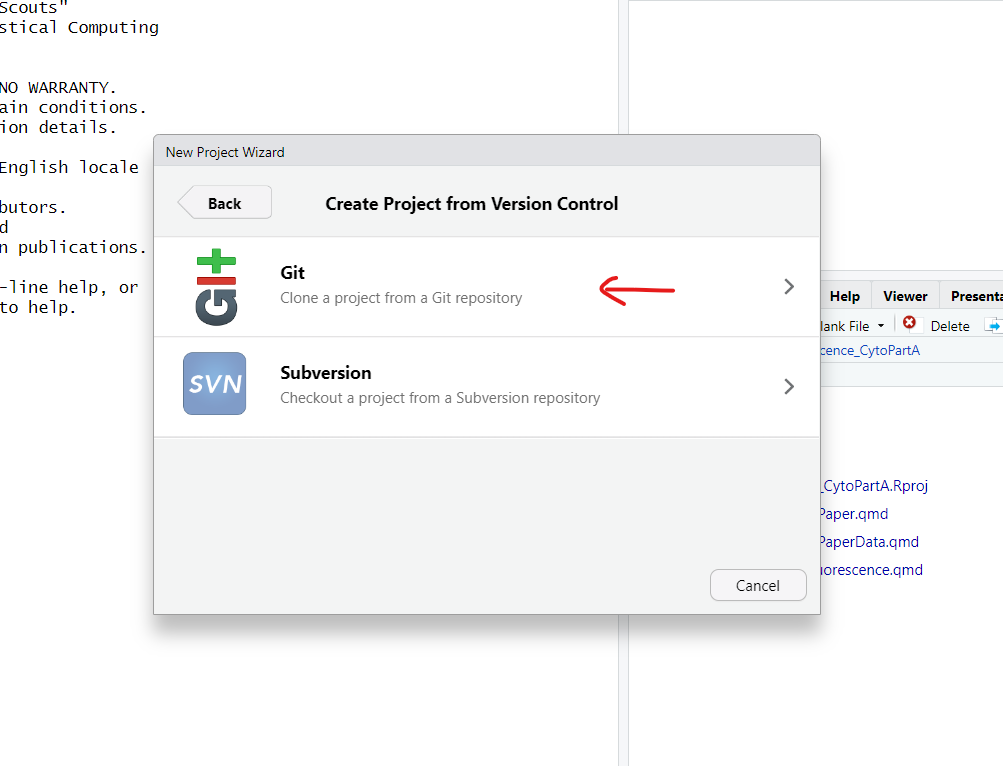 Scouts"
stical Computing
NO WARRANTY.
ain conditions.
ion details.
English locale
butors.
d
n publications.
-line help, or
to help.
New Project Wizard
Back
Create Project from Version Control
git
Git
Clone a project from a Git repository
SVN
Subversion
Checkout a project from a Subversion repository
Cancel
Help Viewer Presenta
lank File Delete
cence_CytoPartA
_CytoPartA.Rproj
Paper.qmd
PaperData.qmd
uorescence.qmd